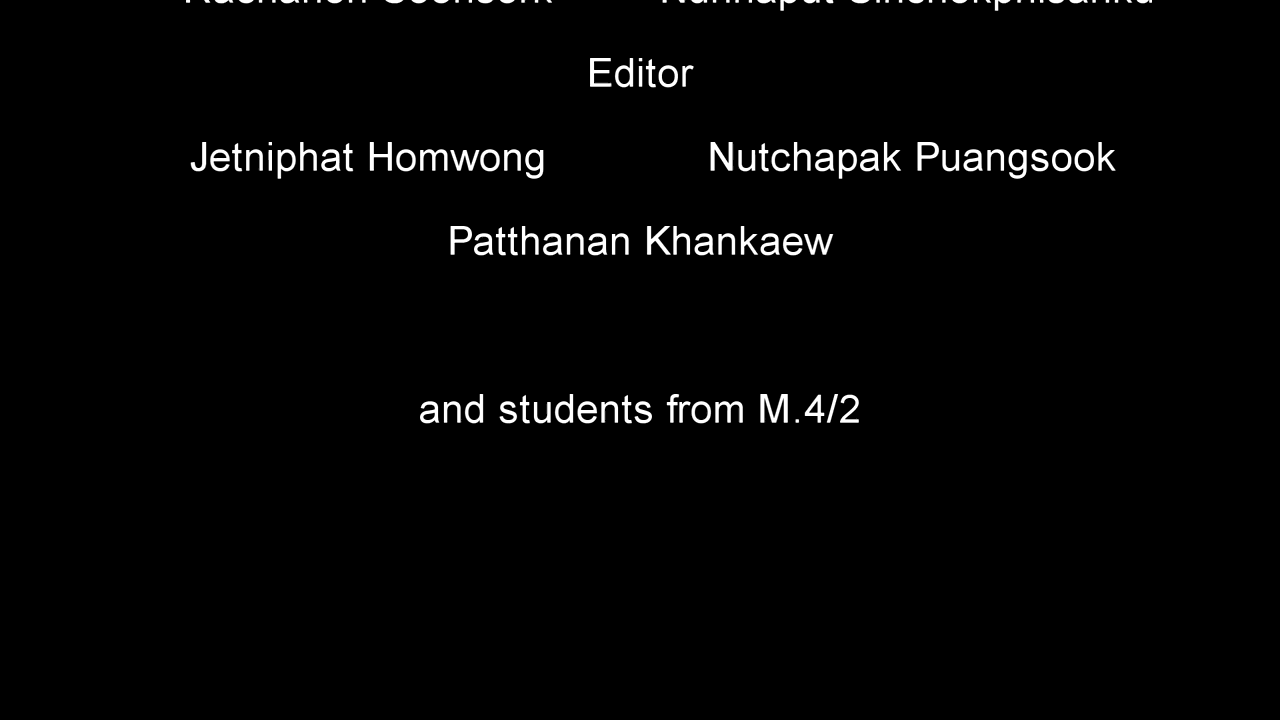 Editor
Jetniphat Homwong Nutchapak Puangsook
Patthanan Khankaew
and students from M.4/2